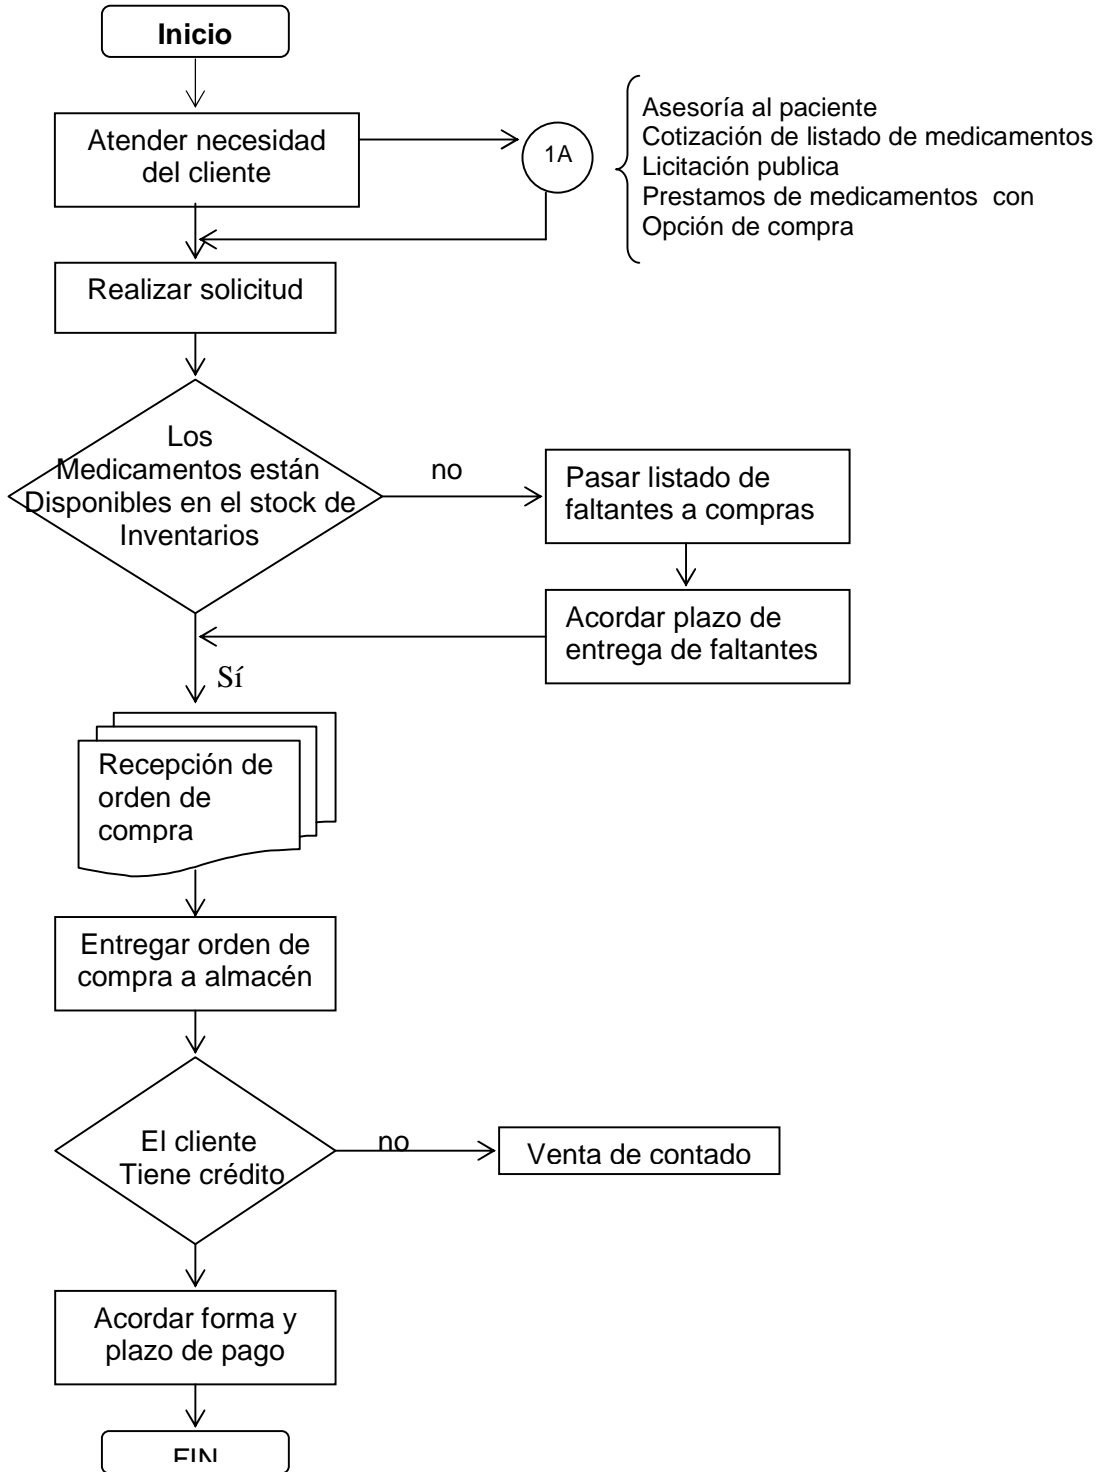 Inicio
Atender necesidad
del cliente
1A
Asesoría al paciente
Cotización de listado de medicamentos
Licitación publica
Prestamos de medicamentos con
Opción de compra
Realizar solicitud
Los
Medicamentos están
Disponibles en el stock de
Inventarios
no
Pasar listado de
faltantes a compras
Acordar plazo de
entrega de faltantes
Sí
Recepción de
orden de
compra
Entregar orden de
compra a almacén
El cliente
Tiene crédito
no
Venta de contado
Acordar forma y
plazo de pago
FIN